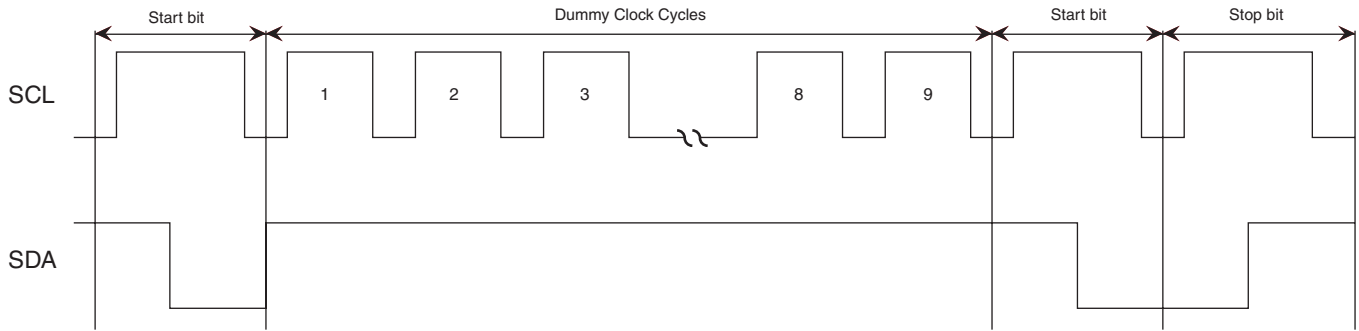 Start bit Dummy Clock Cycles Start bit Stop bit
SCL 1 2 3 8 9
SDA